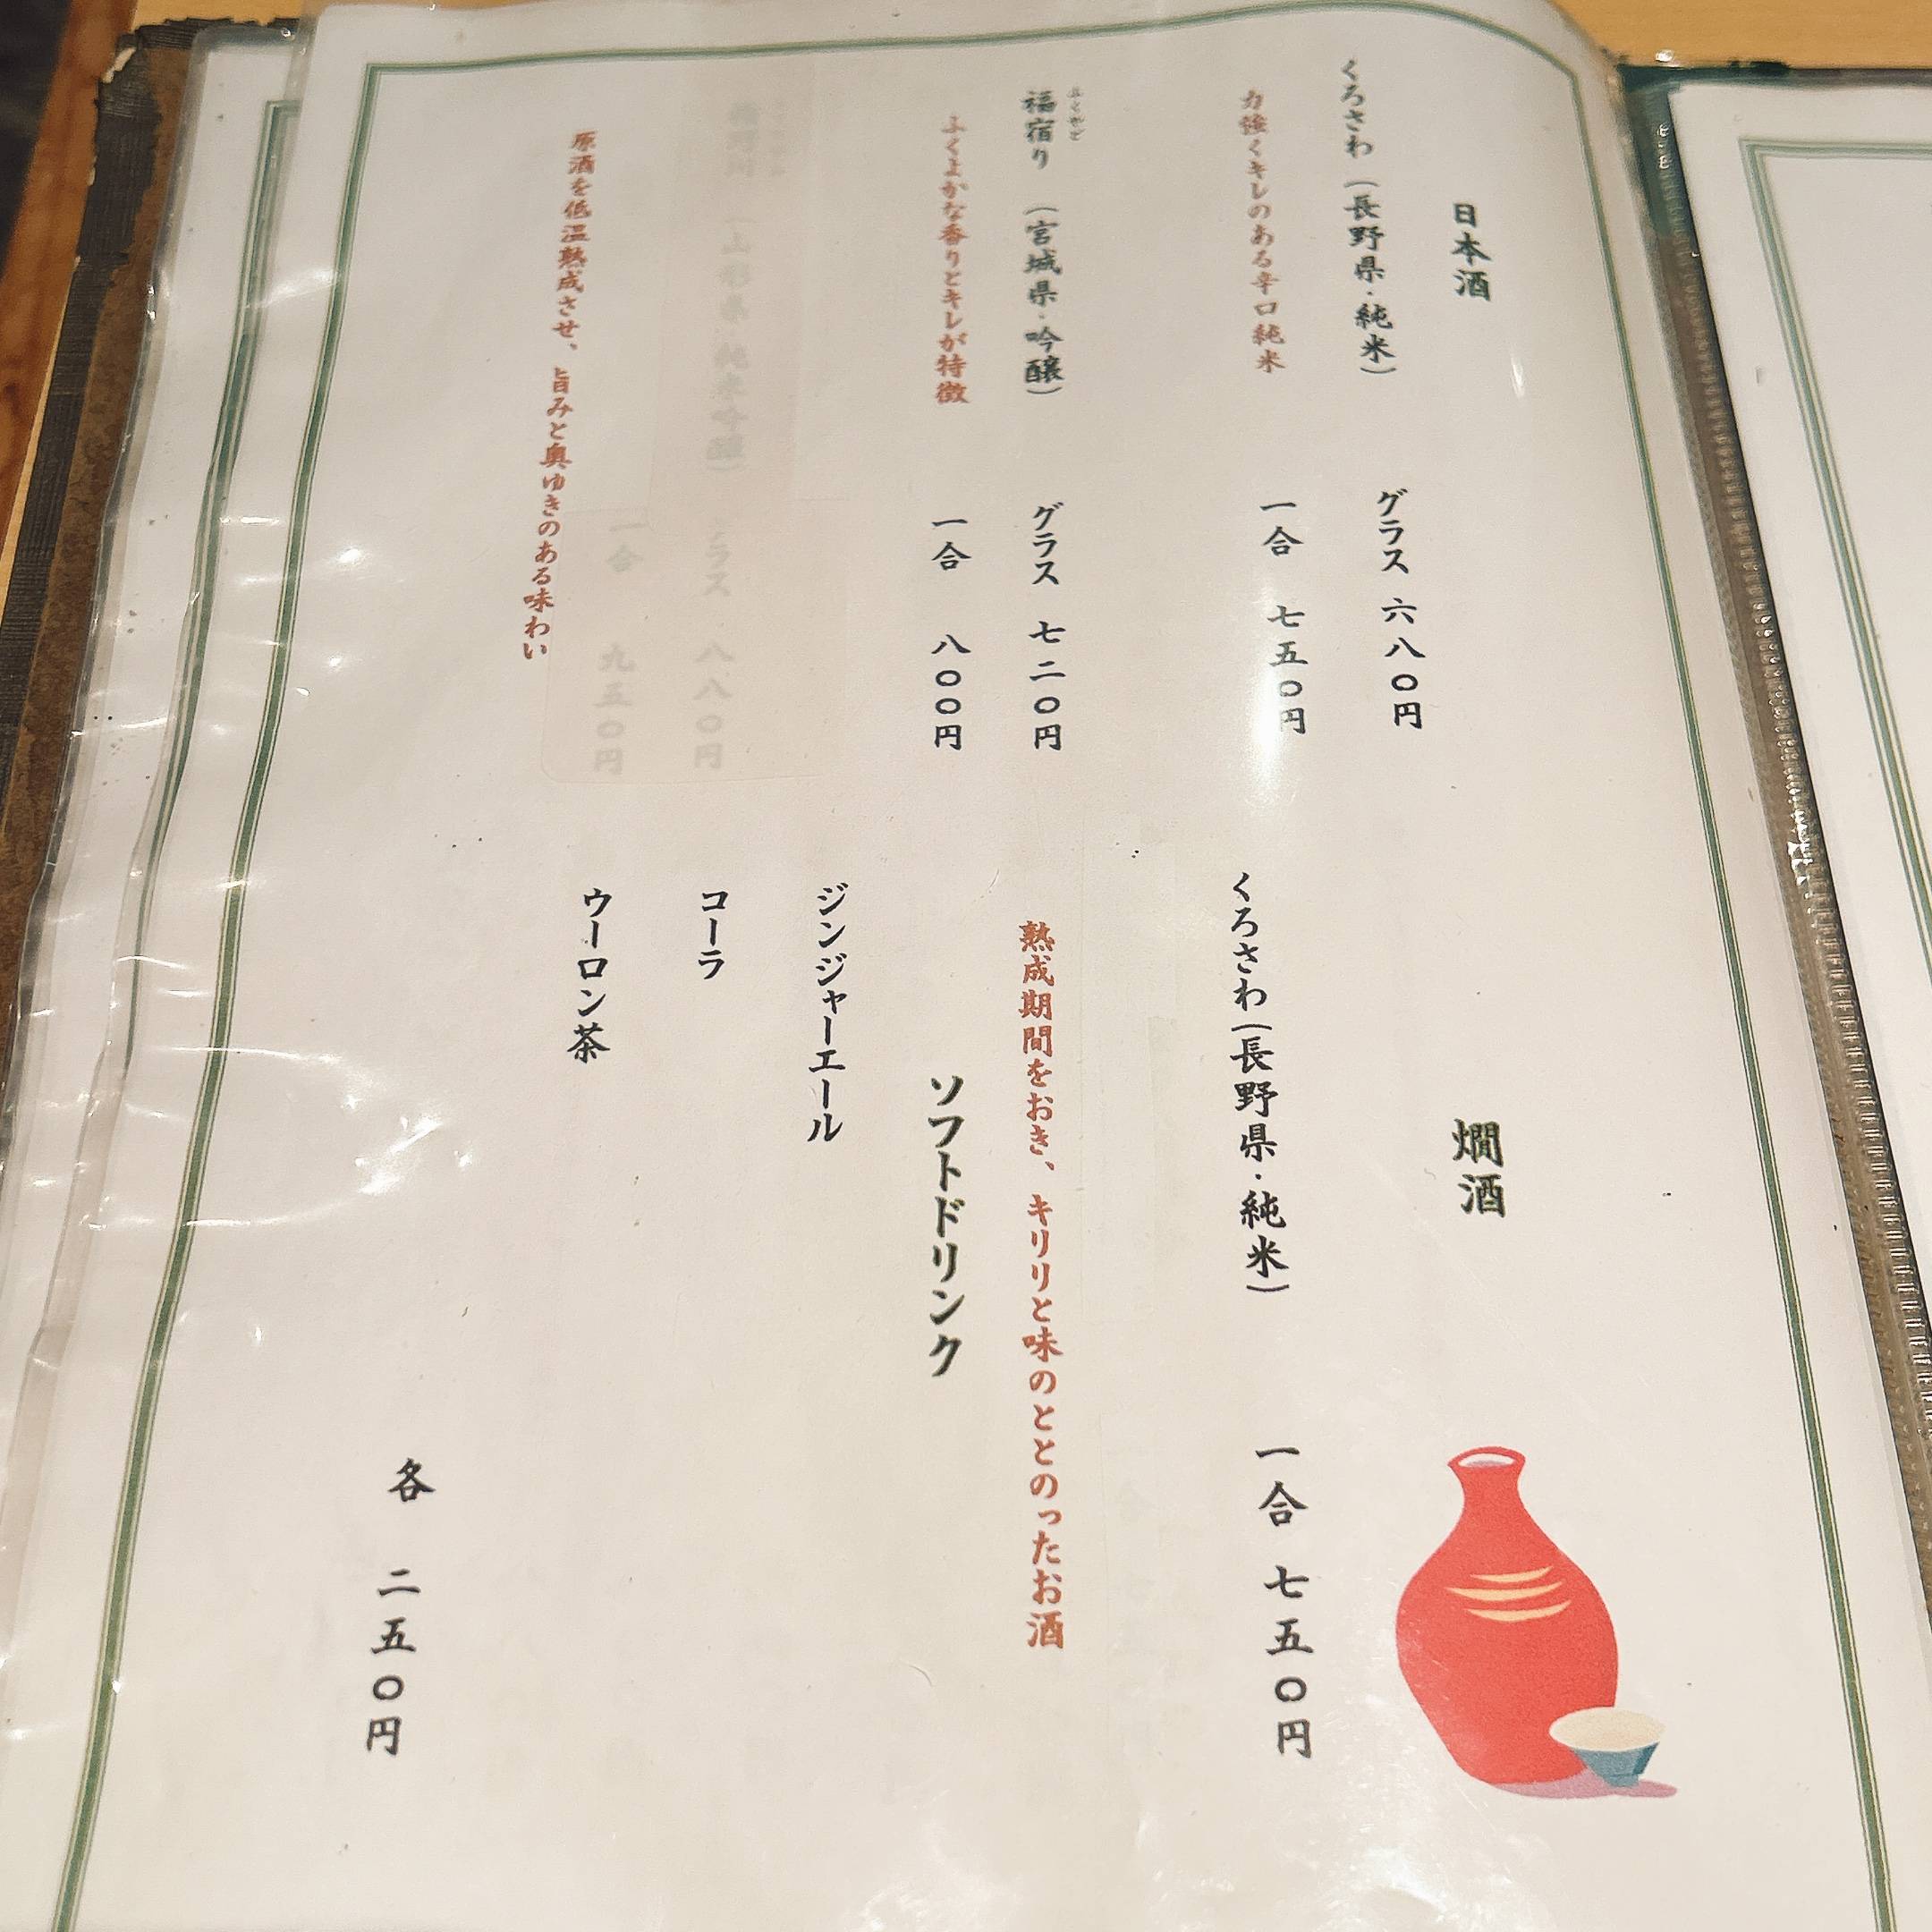 日本酒
くろさわ（長野県・純米）
グラス 六八〇円
力強くキレのある辛口純米
一合 七五〇円
ふくやど
福宿り（宮城県・吟醸）
グラス 七二〇円
ふくよかな香りとキレが特徴
一合 八〇〇円
（山形県・純米吟醸）
ラス 八八〇円
一合 九五〇円
原酒を低温熟成させ、旨みと奥ゆきのある味わい
燗酒
くろさわ（長野県・純米）
一合 七五〇円
熟成期間をおき、キリリと味のととのったお酒
ソフトドリンク
ジンジャーエール
コーラ
ウーロン茶
各 二五〇円